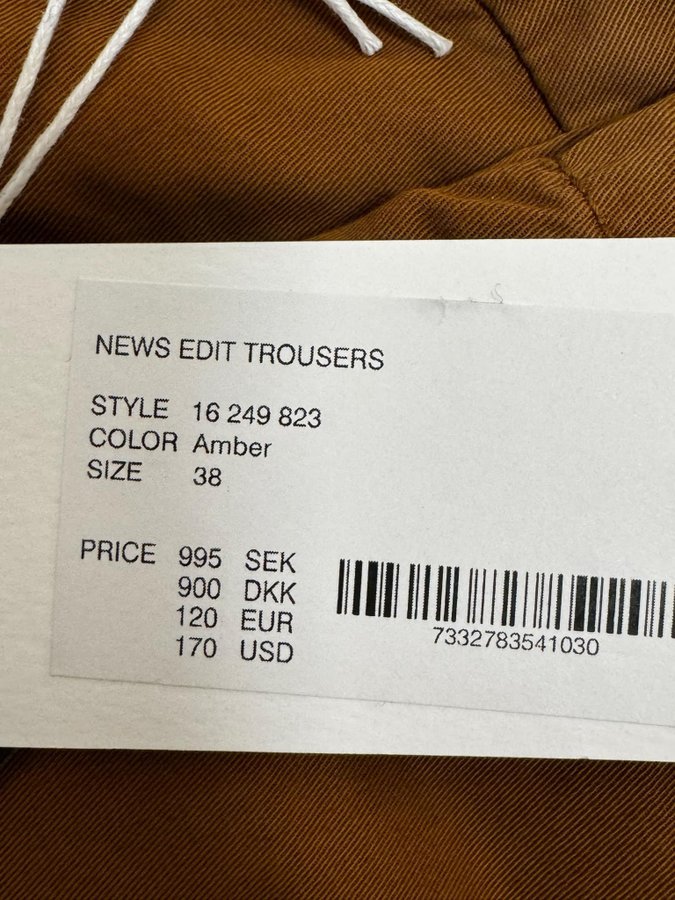 NEWS EDIT TROUSERS
STYLE 16 249 823
COLOR Amber
SIZE 38
PRICE 995 SEK
900 DKK
120 EUR
170 USD
7332783541030